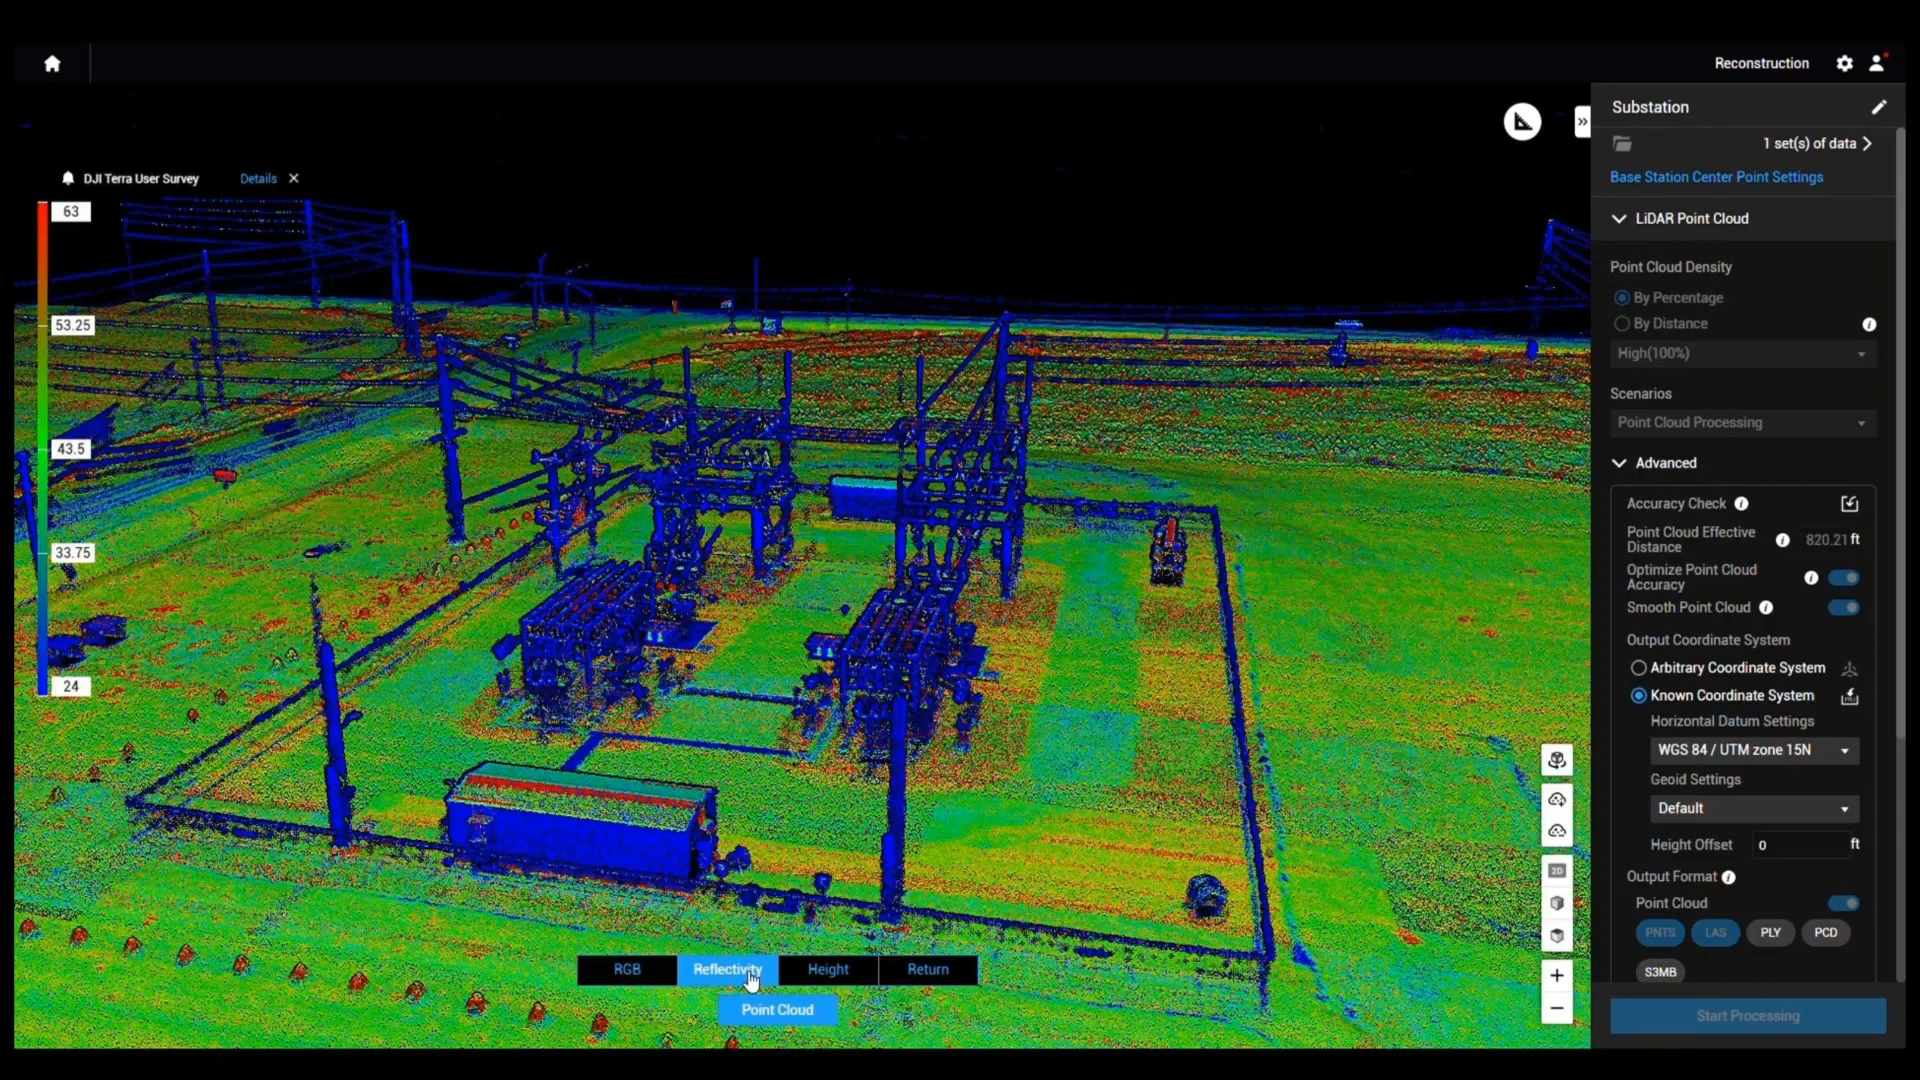 Reconstruction
Substation
1 set(s) of data
Base Station Center Point Settings
DJI Terra User Survey Details
63
53.25
43.5
33.75
24
LiDAR Point Cloud
Point Cloud Density
By Percentage
By Distance
High(100%)
Scenarios
Point Cloud Processing
Advanced
Accuracy Check
Point Cloud Effective
Distance
820.21 ft
Optimize Point Cloud
Accuracy
Smooth Point Cloud
Output Coordinate System
Arbitrary Coordinate System
Known Coordinate System
Horizontal Datum Settings
WGS 84 / UTM zone 15N
Geoid Settings
Default
Height Offset 0 ft
Output Format
Point Cloud
PNTS LAS PLY PCD
S3MB
Start Processing
2D
RGB Reflectivity Height Return
Point Cloud